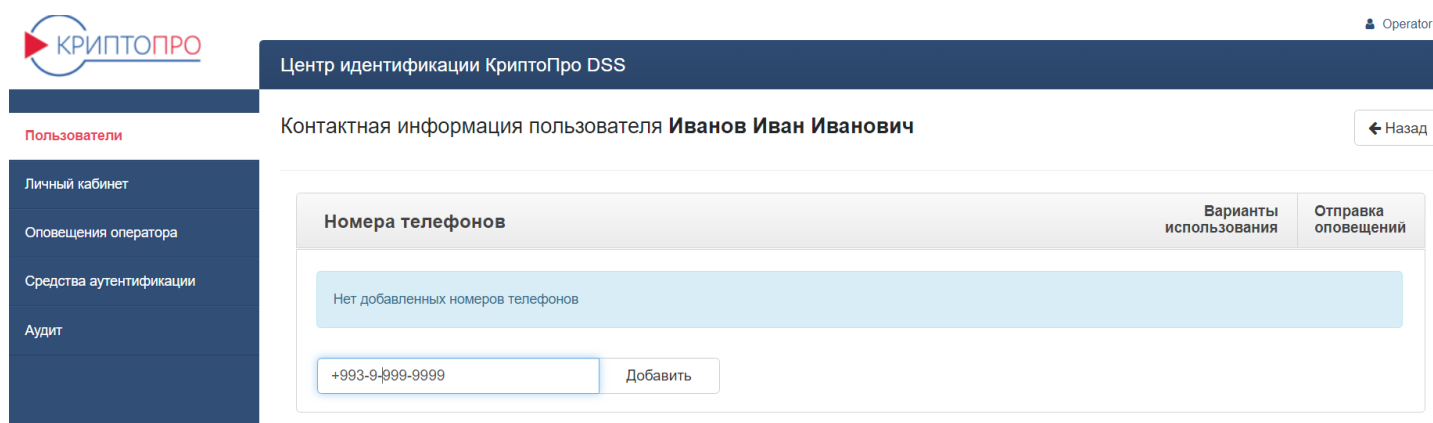 КРИПТОПРО
Operator
Центр идентификации КриптоПро DSS
Пользователи
Личный кабинет
Оповещения оператора
Средства аутентификации
Аудит
Контактная информация пользователя Иванов Иван Иванович
Назад
Номера телефонов
Варианты
использования
Отправка
оповещений
Нет добавленных номеров телефонов
+993-9-999-9999
Добавить